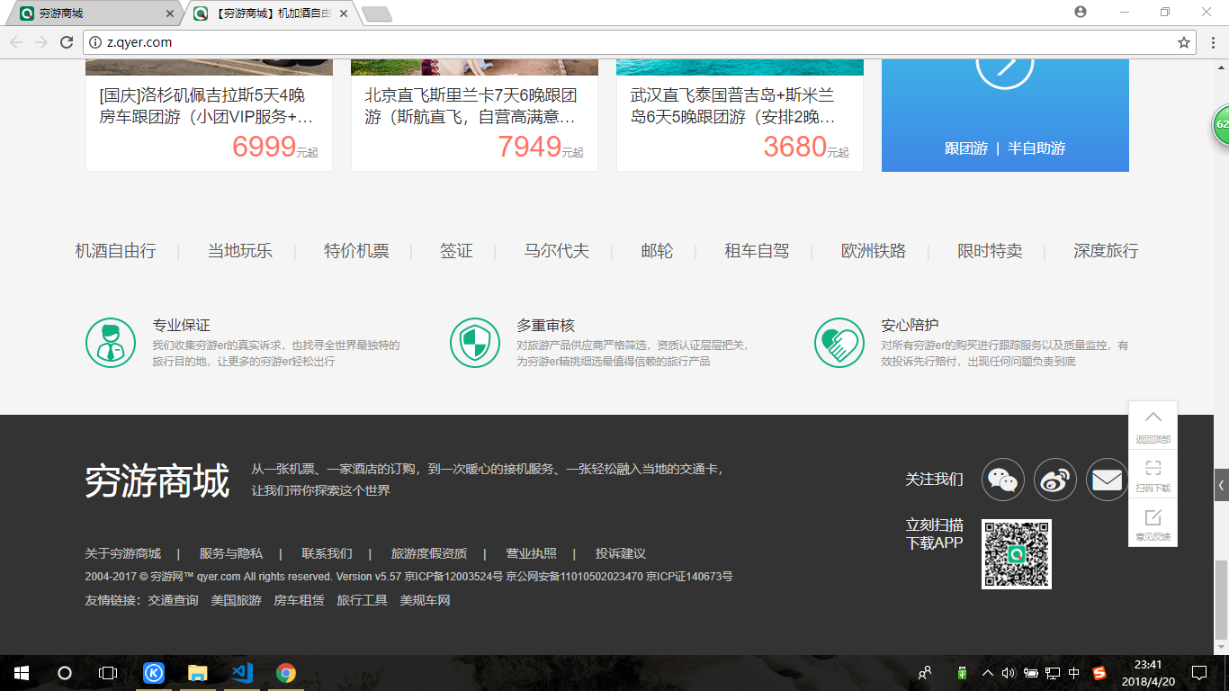 穷游商城
【穷游商城】机加酒自由
z.qyer.com
[国庆]洛杉矶佩吉拉斯5天4晚
房车跟团游（小团VIP服务+…
6999元起
北京直飞斯里兰卡7天6晚跟团
游（斯航直飞，自营高满意…
7949元起
武汉直飞泰国普吉岛+斯米兰
岛6天5晚跟团游（安排2晚…
3680元起
跟团游 | 半自助游
62
机酒自由行 | 当地玩乐 | 特价机票 | 签证 | 马尔代夫 | 邮轮 | 租车自驾 | 欧洲铁路 | 限时特卖 | 深度旅行
专业保证
我们收集穷游er的真实诉求，也找寻全世界最独特的
旅行目的地，让更多的穷游er轻松出行
多重审核
对旅游产品供应商严格筛选，资质认证层层把关，
为穷游er精挑细选最值得信赖的旅行产品
安心陪护
对所有穷游er的购买进行跟踪服务以及质量监控，有
效投诉先行赔付，出现任何问题负责到底
返回顶部
扫码下载
意见反馈
穷游商城
从一张机票、一家酒店的订购，到一次暖心的接机服务、一张轻松融入当地的交通卡，
让我们带你探索这个世界
关注我们
立刻扫描
下载APP
关于穷游商城 | 服务与隐私 | 联系我们 | 旅游度假资质 | 营业执照 | 投诉建议
2004-2017 © 穷游网™ qyer.com All rights reserved. Version v5.57 京ICP备12003524号 京公网安备11010502023470 京ICP证140673号
友情链接： 交通查询 美国旅游 房车租赁 旅行工具 美规车网
中
23:41
2018/4/20